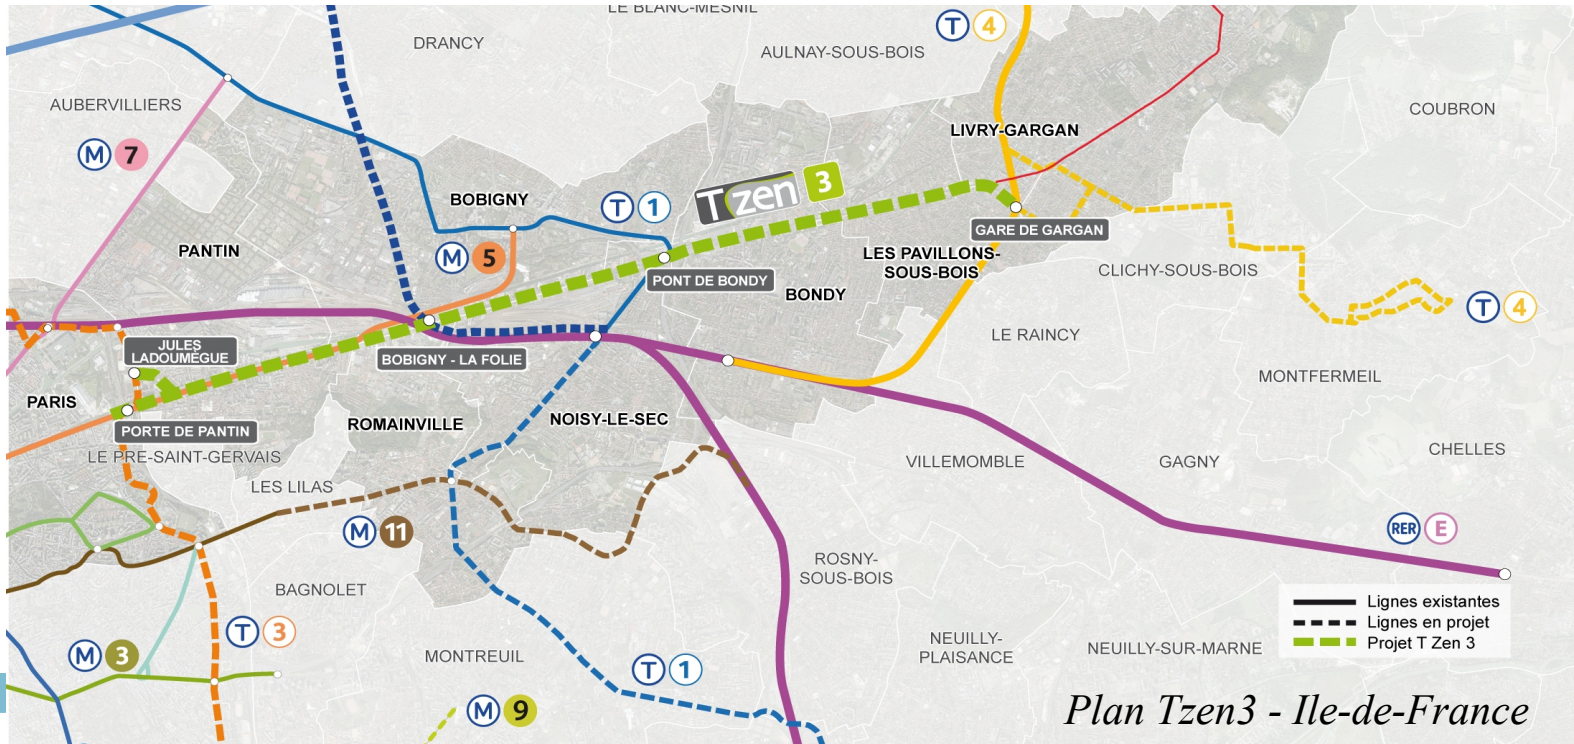 LE BLANC-MESNIL
DRANCY
AULNAY-SOUS-BOIS
T 4
AUBERVILLIERS
COUBRON
LIVRY-GARGAN
M 7
T zen 3
BOBIGNY
T 1
GARE DE GARGAN
PANTIN
M 5
LES PAVILLONS-
SOUS-BOIS
CLICHY-SOUS-BOIS
PONT DE BONDY
BONDY
T 4
LE RAINCY
JULES
LADOUMÈGUE
BOBIGNY - LA FOLIE
MONTFERMEIL
PARIS
ROMAINVILLE
NOISY-LE-SEC
PORTE DE PANTIN
LE PRE-SAINT-GERVAIS
CHELLES
VILLEMOMBLE
GAGNY
LES LILAS
M 11
RER E
ROSNY-
SOUS-BOIS
BAGNOLET
Lignes existantes
Lignes en projet
Projet T Zen 3
T 3
M 3
MONTREUIL
NEUILLY-
PLAISANCE
NEUILLY-SUR-MARNE
T 1
M 9
Plan Tzen3 - Ile-de-France